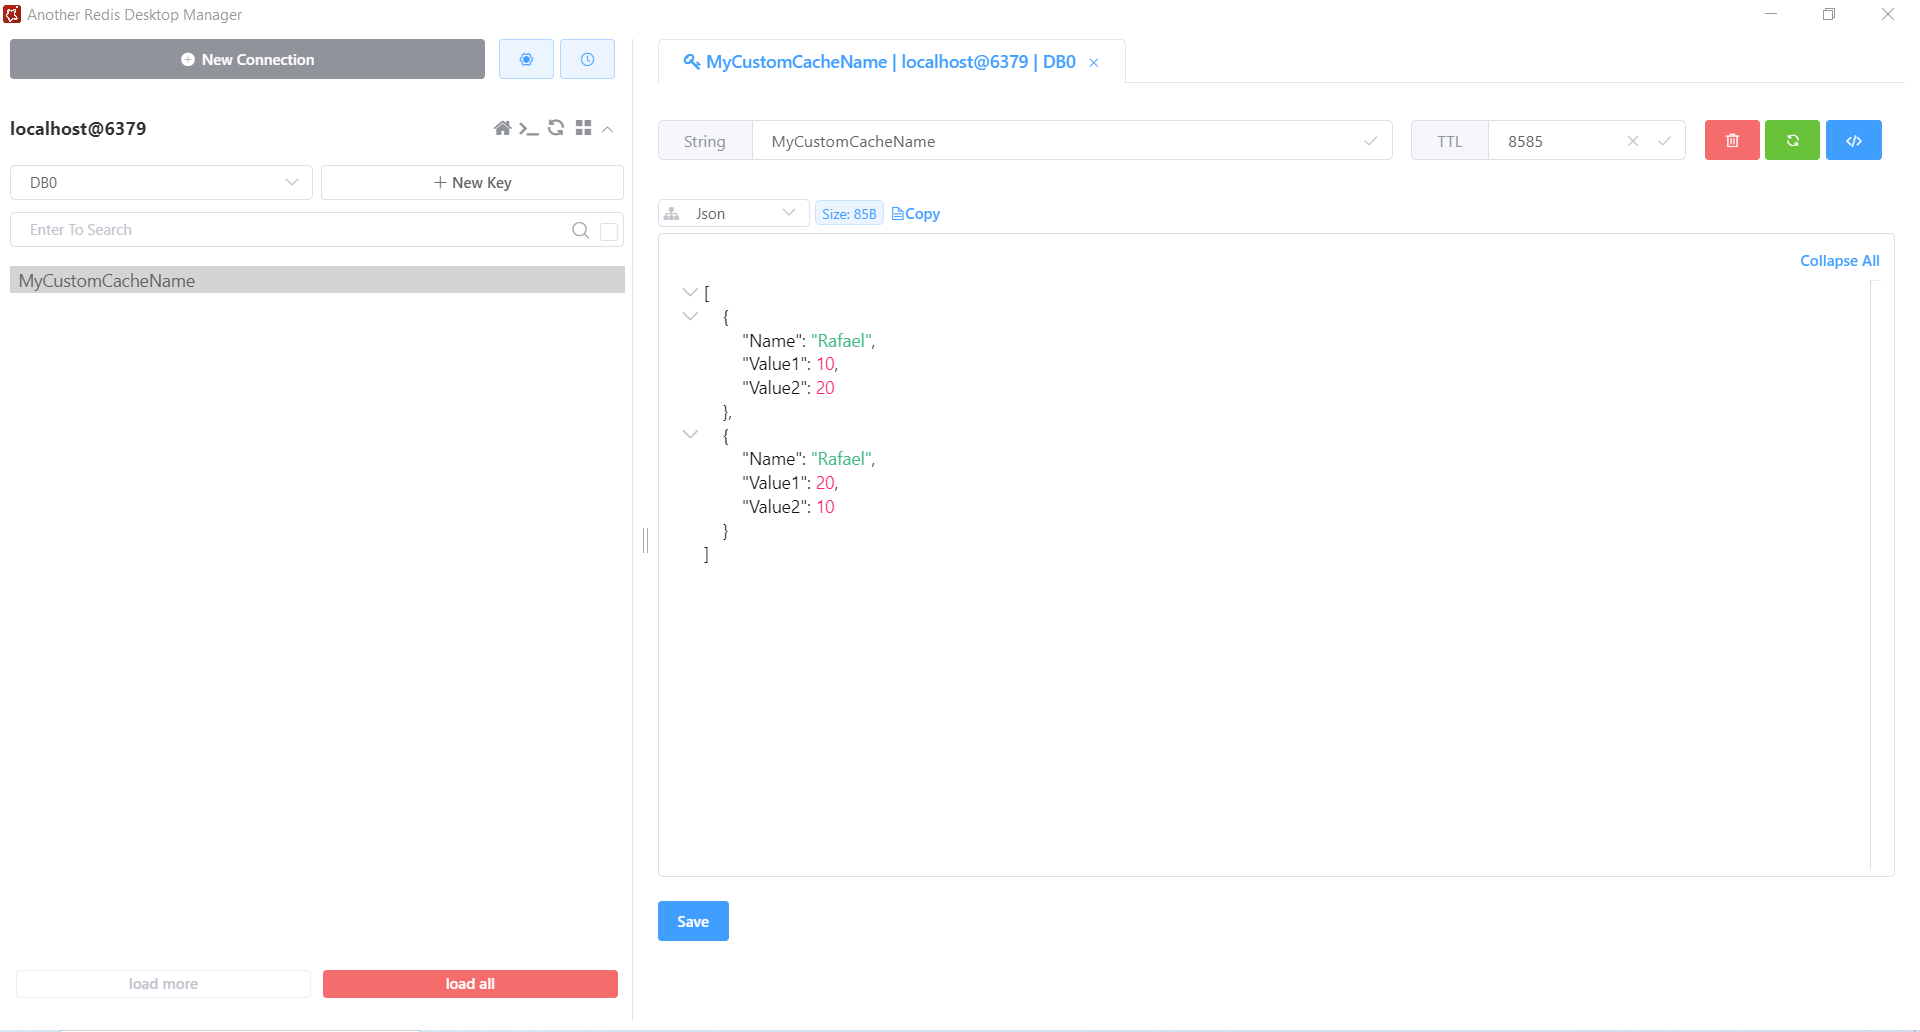 Another Redis Desktop Manager
New Connection
localhost@6379
DB0
New Key
Enter To Search
MyCustomCacheName
load more
load all
MyCustomCacheName | localhost@6379 | DB0
String MyCustomCacheName TTL 8585
Json Size: 85B Copy
Collapse All
[
{
"Name": "Rafael",
"Value1": 10,
"Value2": 20
},
{
"Name": "Rafael",
"Value1": 20,
"Value2": 10
}
]
Save